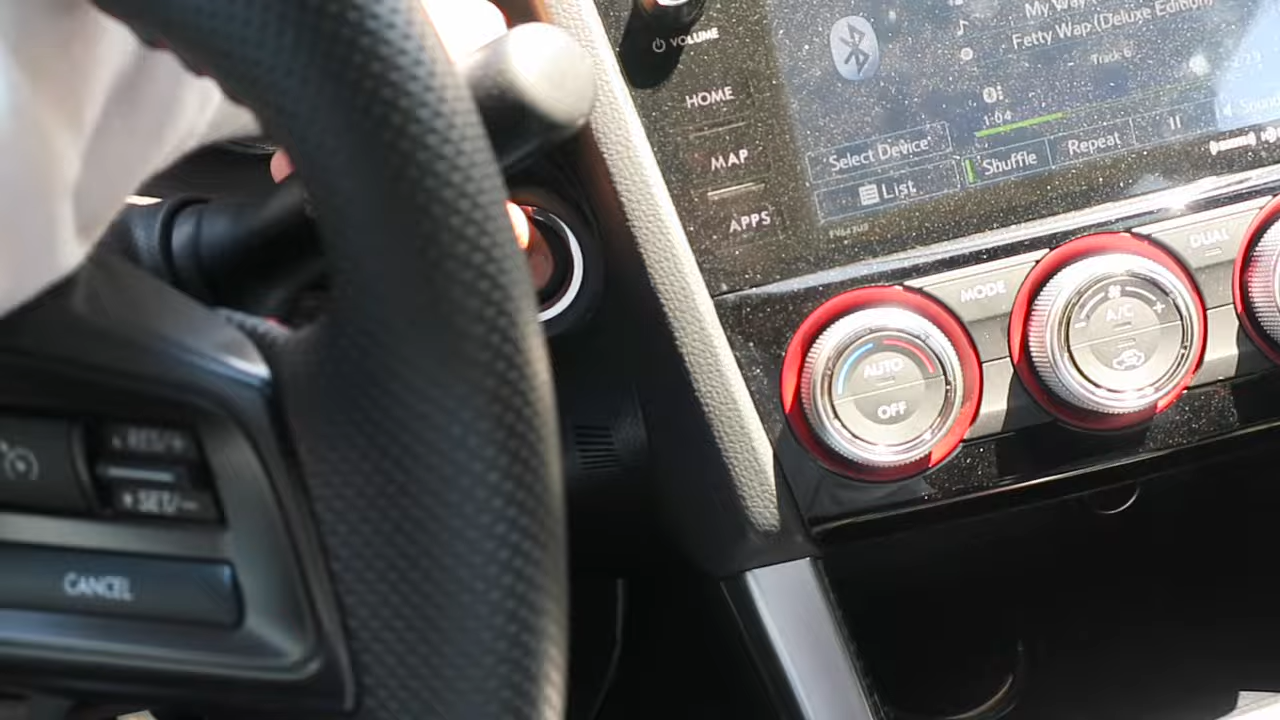 VOLUME
HOME
MAP
APPS
My Way
Fetty Wap (Deluxe Edition)
Track 6
1:04
Select Device
List
Shuffle
Repeat
Sound
MODE
DUAL
AUTO
OFF
A/C
RES/+
SET/-
CANCEL